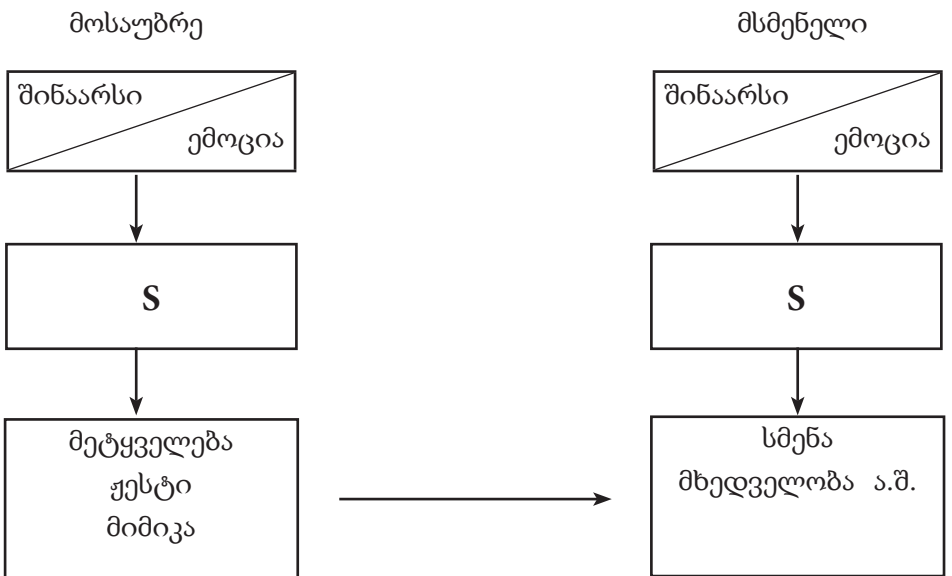 მოსაუბრე
შინაარსი
ემოცია
S
მეტყველება
ჟესტი
მიმიკა
მსმენელი
შინაარსი
ემოცია
S
სმენა
მხედველობა ა.შ.